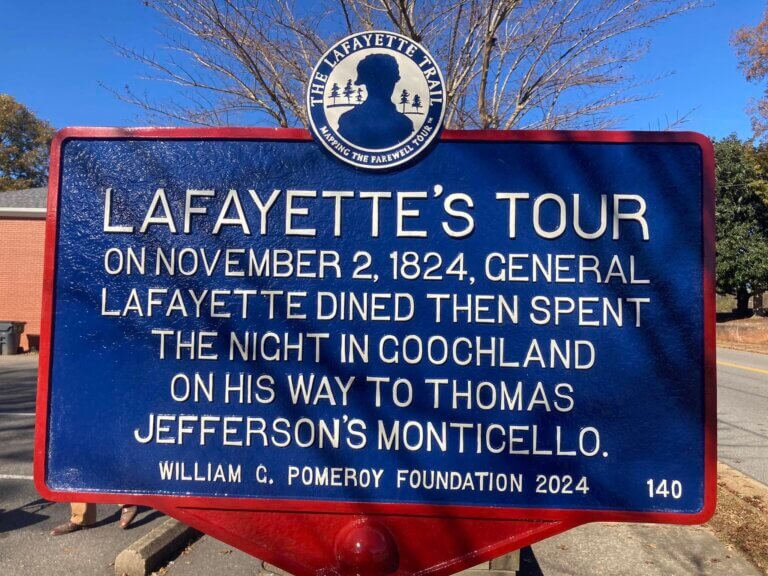 THE LAFAYETTE TRAIL
MAPPING THE FAREWELL TOUR™
LAFAYETTE'S TOUR
ON NOVEMBER 2, 1824, GENERAL
LAFAYETTE DINED THEN SPENT
THE NIGHT IN GOOCHLAND
ON HIS WAY TO THOMAS
JEFFERSON'S MONTICELLO.
WILLIAM G. POMEROY FOUNDATION 2024 140